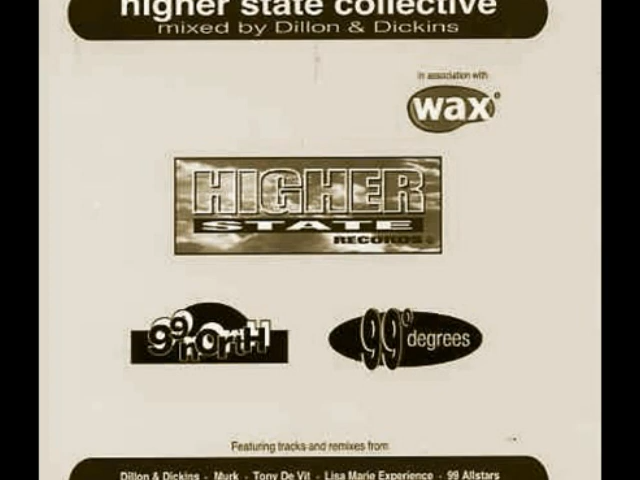 higher state collective
mixed by Dillon & Dickins
in association with
wax
HIGHER
STATE
RECORDS
99 north
99° degrees
Featuring tracks and remixes from
Dillon & Dickins - Murk - Tony De Vit - Lisa Marie Experience - 99 Allstars